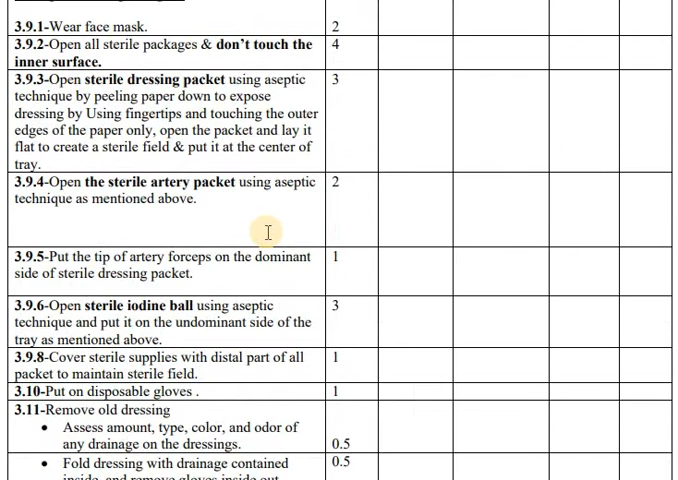 3.9.1-Wear face mask. 2
3.9.2-Open all sterile packages & don't touch the 4
inner surface.
3.9.3-Open sterile dressing packet using aseptic 3
technique by peeling paper down to expose
dressing by Using fingertips and touching the outer
edges of the paper only, open the packet and lay it
flat to create a sterile field & put it at the center of
tray.
3.9.4-Open the sterile artery packet using aseptic 2
technique as mentioned above.
3.9.5-Put the tip of artery forceps on the dominant 1
side of sterile dressing packet.
3.9.6-Open sterile iodine ball using aseptic 3
technique and put it on the undominant side of the
tray as mentioned above.
3.9.8-Cover sterile supplies with distal part of all 1
packet to maintain sterile field.
3.10-Put on disposable gloves . 1
3.11-Remove old dressing
• Assess amount, type, color, and odor of
any drainage on the dressings. 0.5
• Fold dressing with drainage contained 0.5
inside, and remove gloves inside out